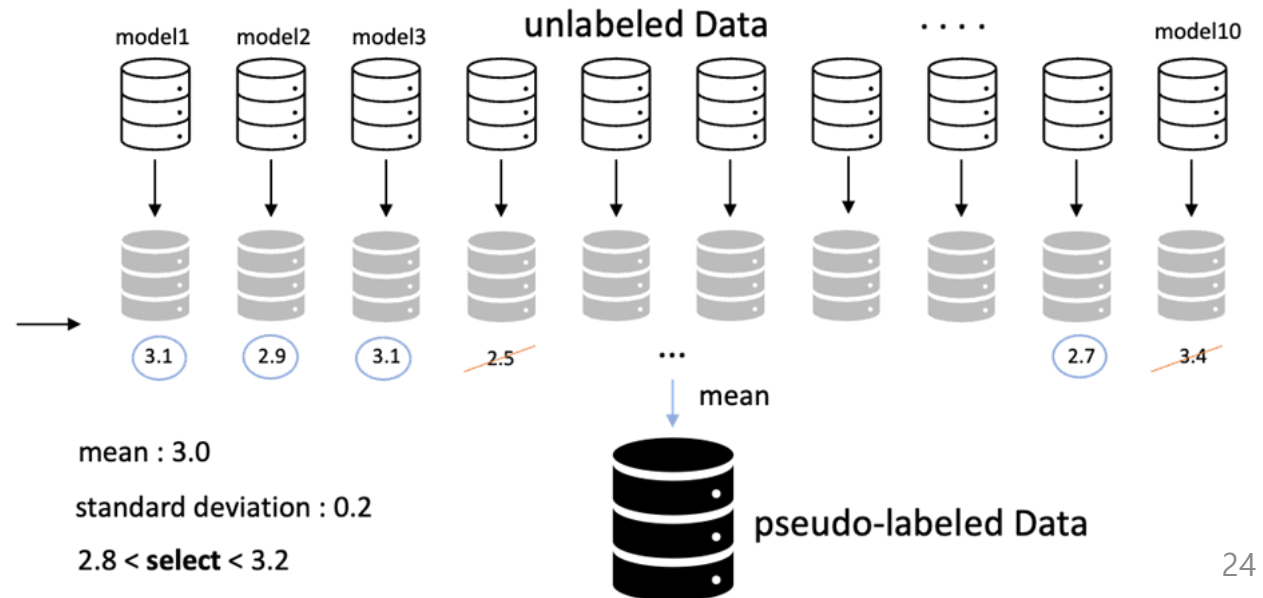 unlabeled Data
model1 model2 model3 .... model10
3.1 2.9 3.1 2.5 ... 2.7 3.4
mean
mean : 3.0
standard deviation : 0.2
2.8 < select < 3.2
pseudo-labeled Data
24